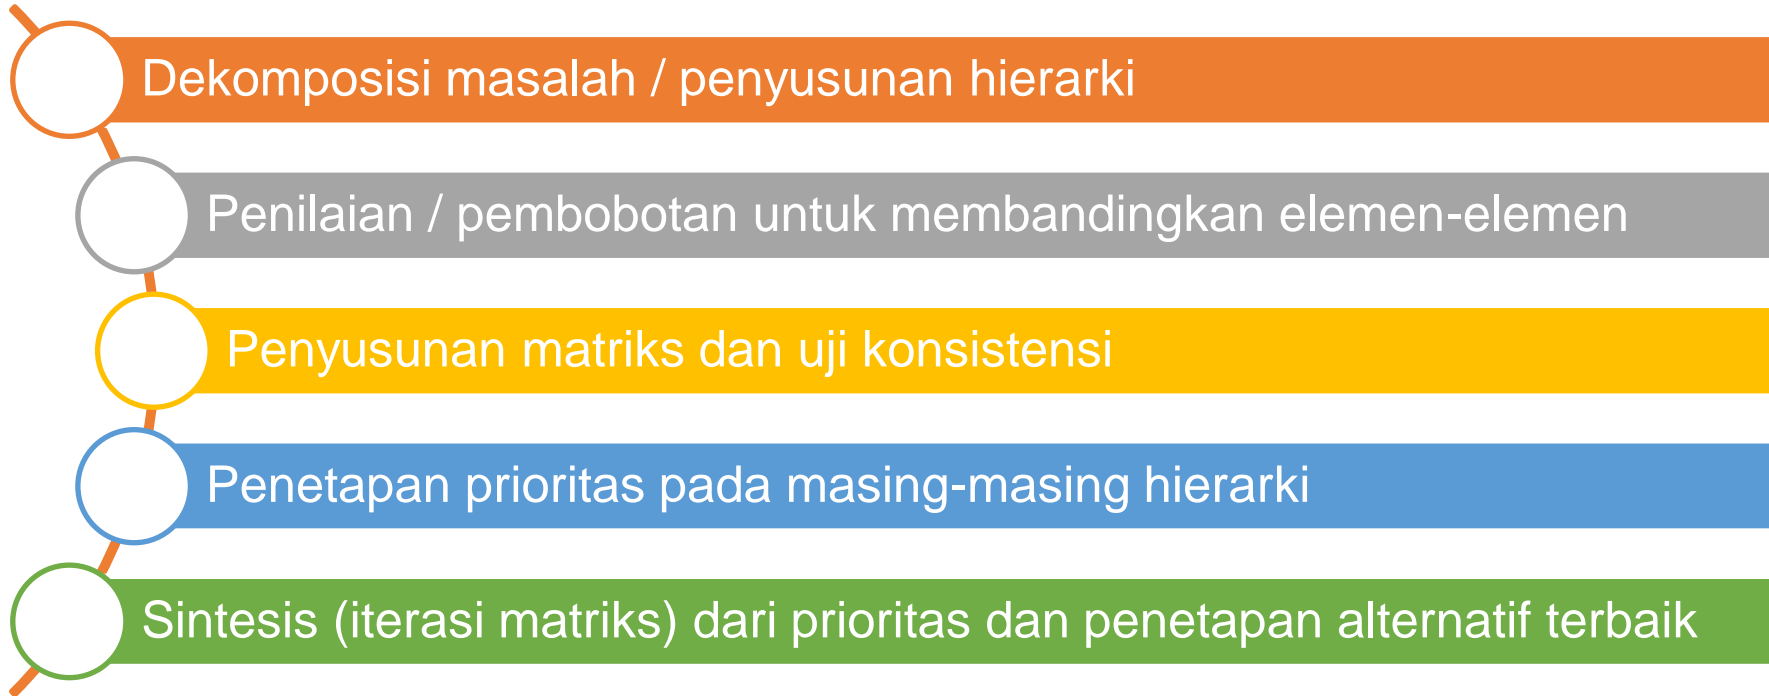 Dekomposisi masalah / penyusunan hierarki
Penilaian / pembobotan untuk membandingkan elemen-elemen
Penyusunan matriks dan uji konsistensi
Penetapan prioritas pada masing-masing hierarki
Sintesis (iterasi matriks) dari prioritas dan penetapan alternatif terbaik